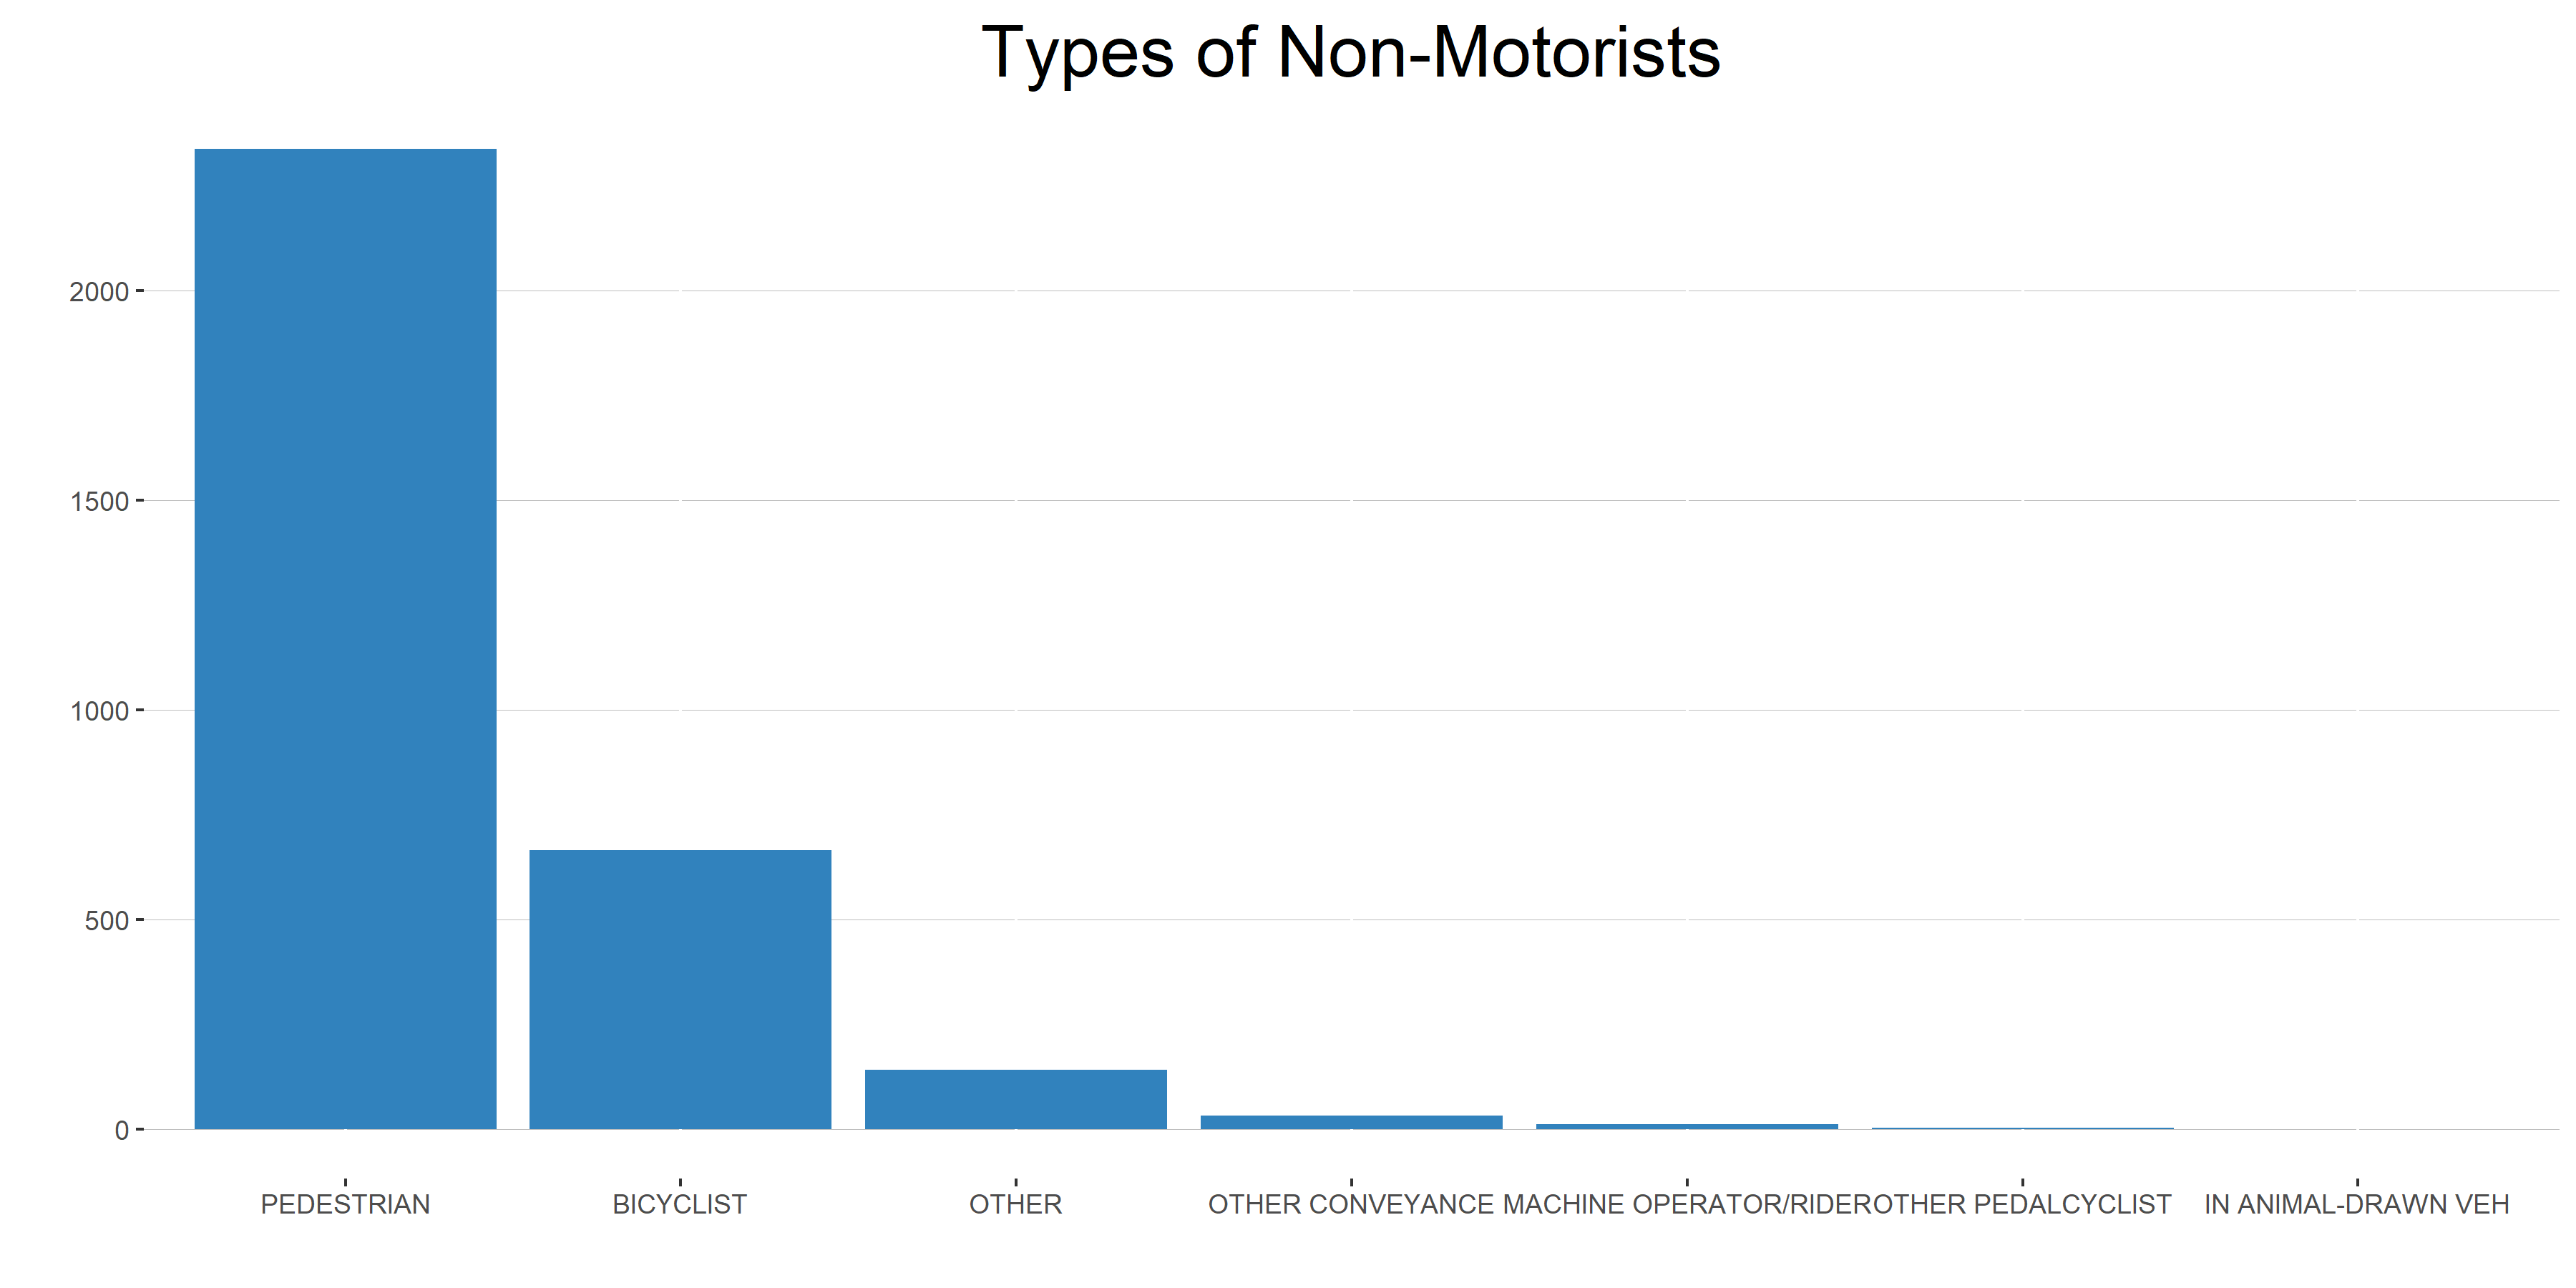 Types of Non-Motorists
2000
1500
1000
500
0
PEDESTRIAN BICYCLIST OTHER OTHER CONVEYANCE MACHINE OPERATOR/RIDER OTHER PEDALCYCLIST IN ANIMAL-DRAWN VEH